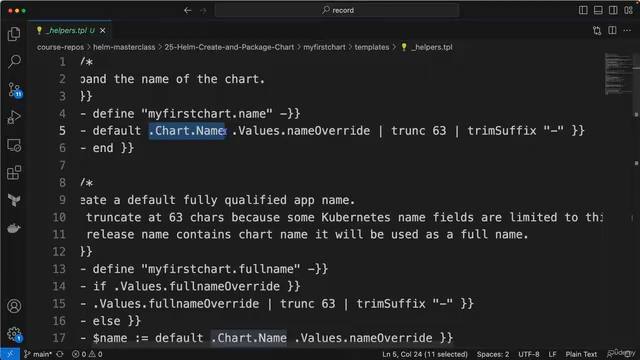 record
_helpers.tpl U
course-repos > helm-masterclass > 25-Helm-Create-and-Package-Chart > myfirstchart > templates > _helpers.tpl
1 /*
2 pand the name of the chart.
3 }}
4 - define "myfirstchart.name" -}}
5 - default .Chart.Name .Values.nameOverride | trunc 63 | trimSuffix "-" }}
6 - end }}
7
8 /*
9 eate a default fully qualified app name.
10 truncate at 63 chars because some Kubernetes name fields are limited to thi
11 release name contains chart name it will be used as a full name.
12 }}
13 - define "myfirstchart.fullname" -}}
14 - if .Values.fullnameOverride }}
15 - .Values.fullnameOverride | trunc 63 | trimSuffix "-" }}
16 - else }}
17 - $name := default .Chart.Name .Values.nameOverride }}
main* 0 0 0 Ln 5, Col 24 (11 selected) Spaces: 2 UTF-8 LF